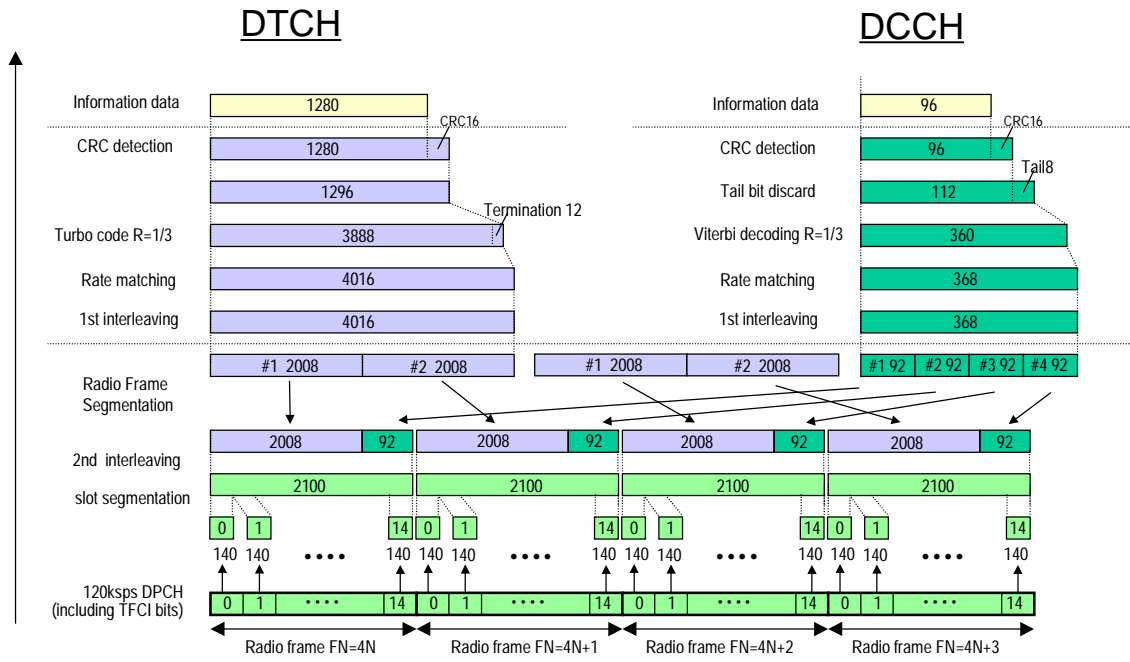 DTCH DCCH
Information data 1280 Information data 96
CRC16 CRC16
CRC detection 1280 CRC detection 96
Tail8
1296 Tail bit discard 112
Termination 12
Turbo code R=1/3 3888 Viterbi decoding R=1/3 360
Rate matching 4016 Rate matching 368
1st interleaving 4016 1st interleaving 368
#1 2008 #2 2008 #1 2008 #2 2008 #1 92 #2 92 #3 92 #4 92
Radio Frame
Segmentation
2008 92 2008 92 2008 92 2008 92
2nd interleaving
2100 2100 2100 2100
slot segmentation
0 1 14 0 1 14 0 1 14 0 1 14
140 140 •••• 140 140 140 •••• 140 140 140 •••• 140 140 140 •••• 140
120ksps DPCH
(including TFCI bits)
0 1 •••• 14 0 1 •••• 14 0 1 •••• 14 0 1 •••• 14
Radio frame FN=4N Radio frame FN=4N+1 Radio frame FN=4N+2 Radio frame FN=4N+3